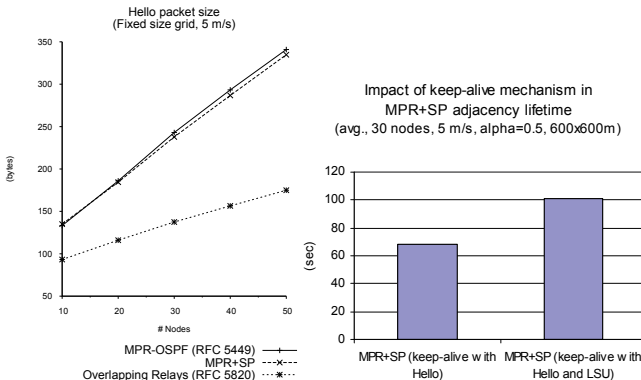 Hello packet size
(Fixed size grid, 5 m/s)
350
300
250
200
150
100
50
(bytes)
10
20
30
40
50
# Nodes
MPR-OSPF (RFC 5449)
MPR+SP
Overlapping Relays (RFC 5820)
Impact of keep-alive mechanism in
MPR+SP adjacency lifetime
(avg., 30 nodes, 5 m/s, alpha=0.5, 600x600m)
120
100
80
60
40
20
0
(sec)
MPR+SP (keep-alive with
Hello)
MPR+SP (keep-alive with
Hello and LSU)